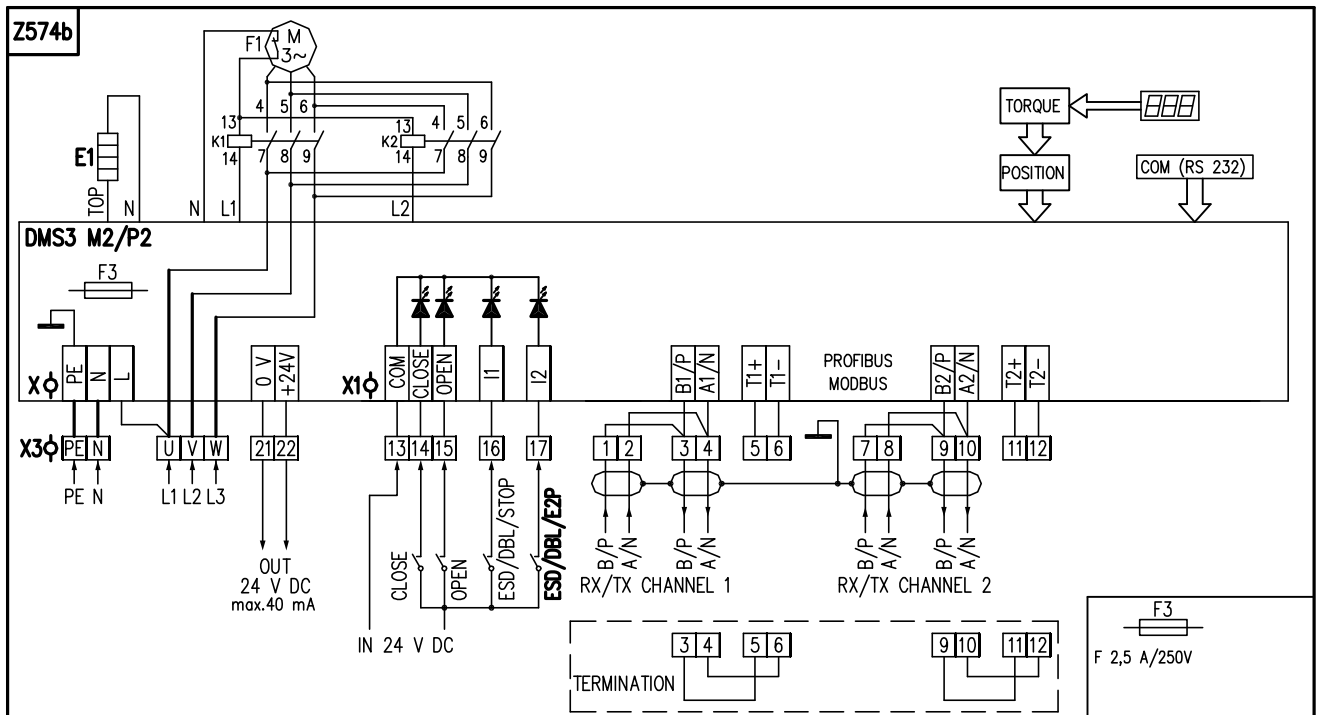 Z574b
F1 M
3~
4 5 6
4 5 6
13
13
K1
K2
14
14
7 8 9
7 8 9
E1
TOP N N L1 L2
TORQUE
POSITION
COM (RS 232)
DMS3 M2/P2
F3
X PE N L
0 V +24V
X1 COM CLOSE OPEN I1 I2
B1/P A1/N T1+ T1-
PROFIBUS
MODBUS
B2/P A2/N T2+ T2-
X3 PE N U V W 21 22 13 14 15 16 17 1 2 3 4 5 6 7 8 9 10 11 12
PE N L1 L2 L3
OUT
24 V DC
max.40 mA
CLOSE OPEN ESD/DBL/STOP ESD/DBL/E2P
IN 24 V DC
B/P A/N B/P A/N
RX/TX CHANNEL 1
B/P A/N B/P A/N
RX/TX CHANNEL 2
3 4 5 6 9 10 11 12
TERMINATION
F3
F 2,5 A/250V